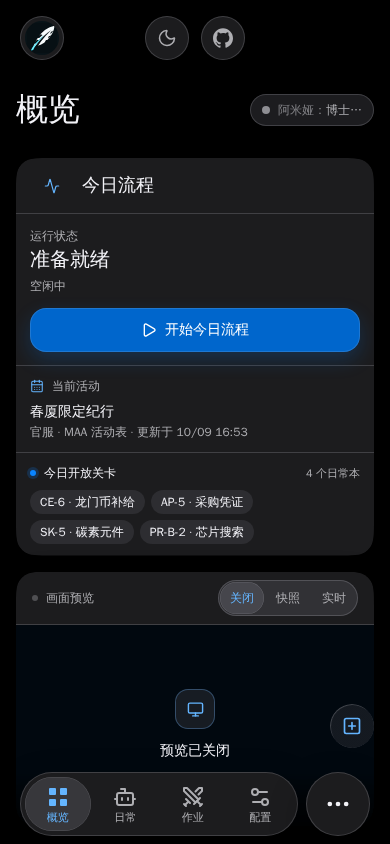 概览
阿米娅：博士…
今日流程
运行状态
准备就绪
空闲中
开始今日流程
当前活动
春厦限定纪行
官服 · MAA 活动表 · 更新于 10/09 16:53
今日开放关卡
4 个日常本
CE-6 · 龙门币补给
AP-5 · 采购凭证
SK-5 · 碳素元件
PR-B-2 · 芯片搜索
画面预览
关闭
快照
实时
预览已关闭
概览
日常
作业
配置